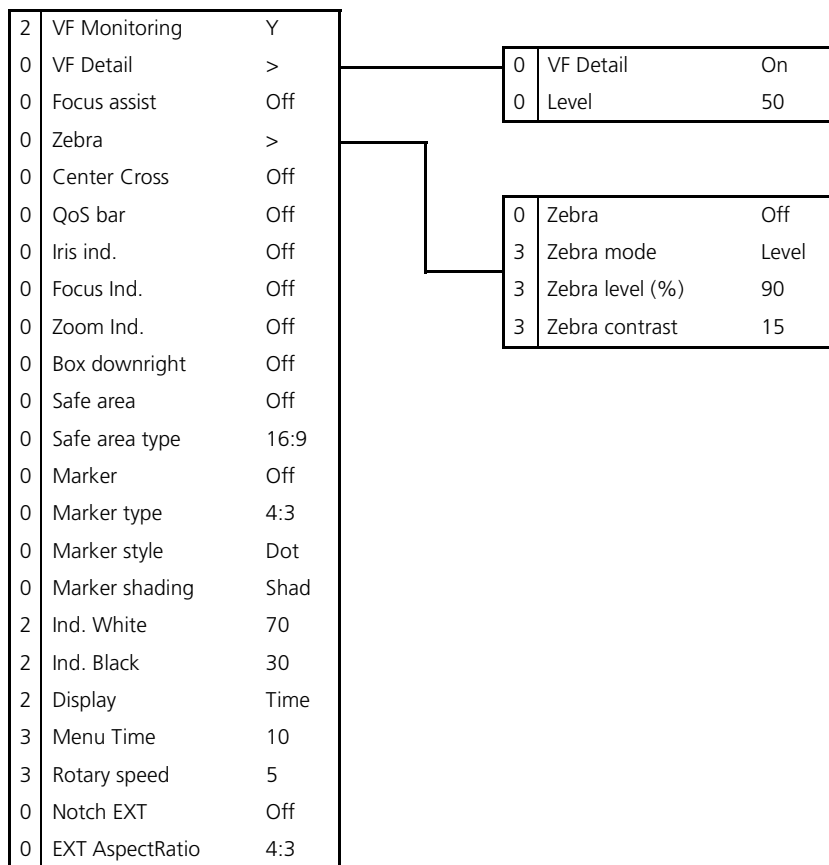 2 VF Monitoring Y
0 VF Detail >
0 Focus assist Off
0 Zebra >
0 Center Cross Off
0 QoS bar Off
0 Iris ind. Off
0 Focus Ind. Off
0 Zoom Ind. Off
0 Box downright Off
0 Safe area Off
0 Safe area type 16:9
0 Marker Off
0 Marker type 4:3
0 Marker style Dot
0 Marker shading Shad
2 Ind. White 70
2 Ind. Black 30
2 Display Time
3 Menu Time 10
3 Rotary speed 5
0 Notch EXT Off
0 EXT AspectRatio 4:3
0 VF Detail On
0 Level 50
0 Zebra Off
3 Zebra mode Level
3 Zebra level (%) 90
3 Zebra contrast 15